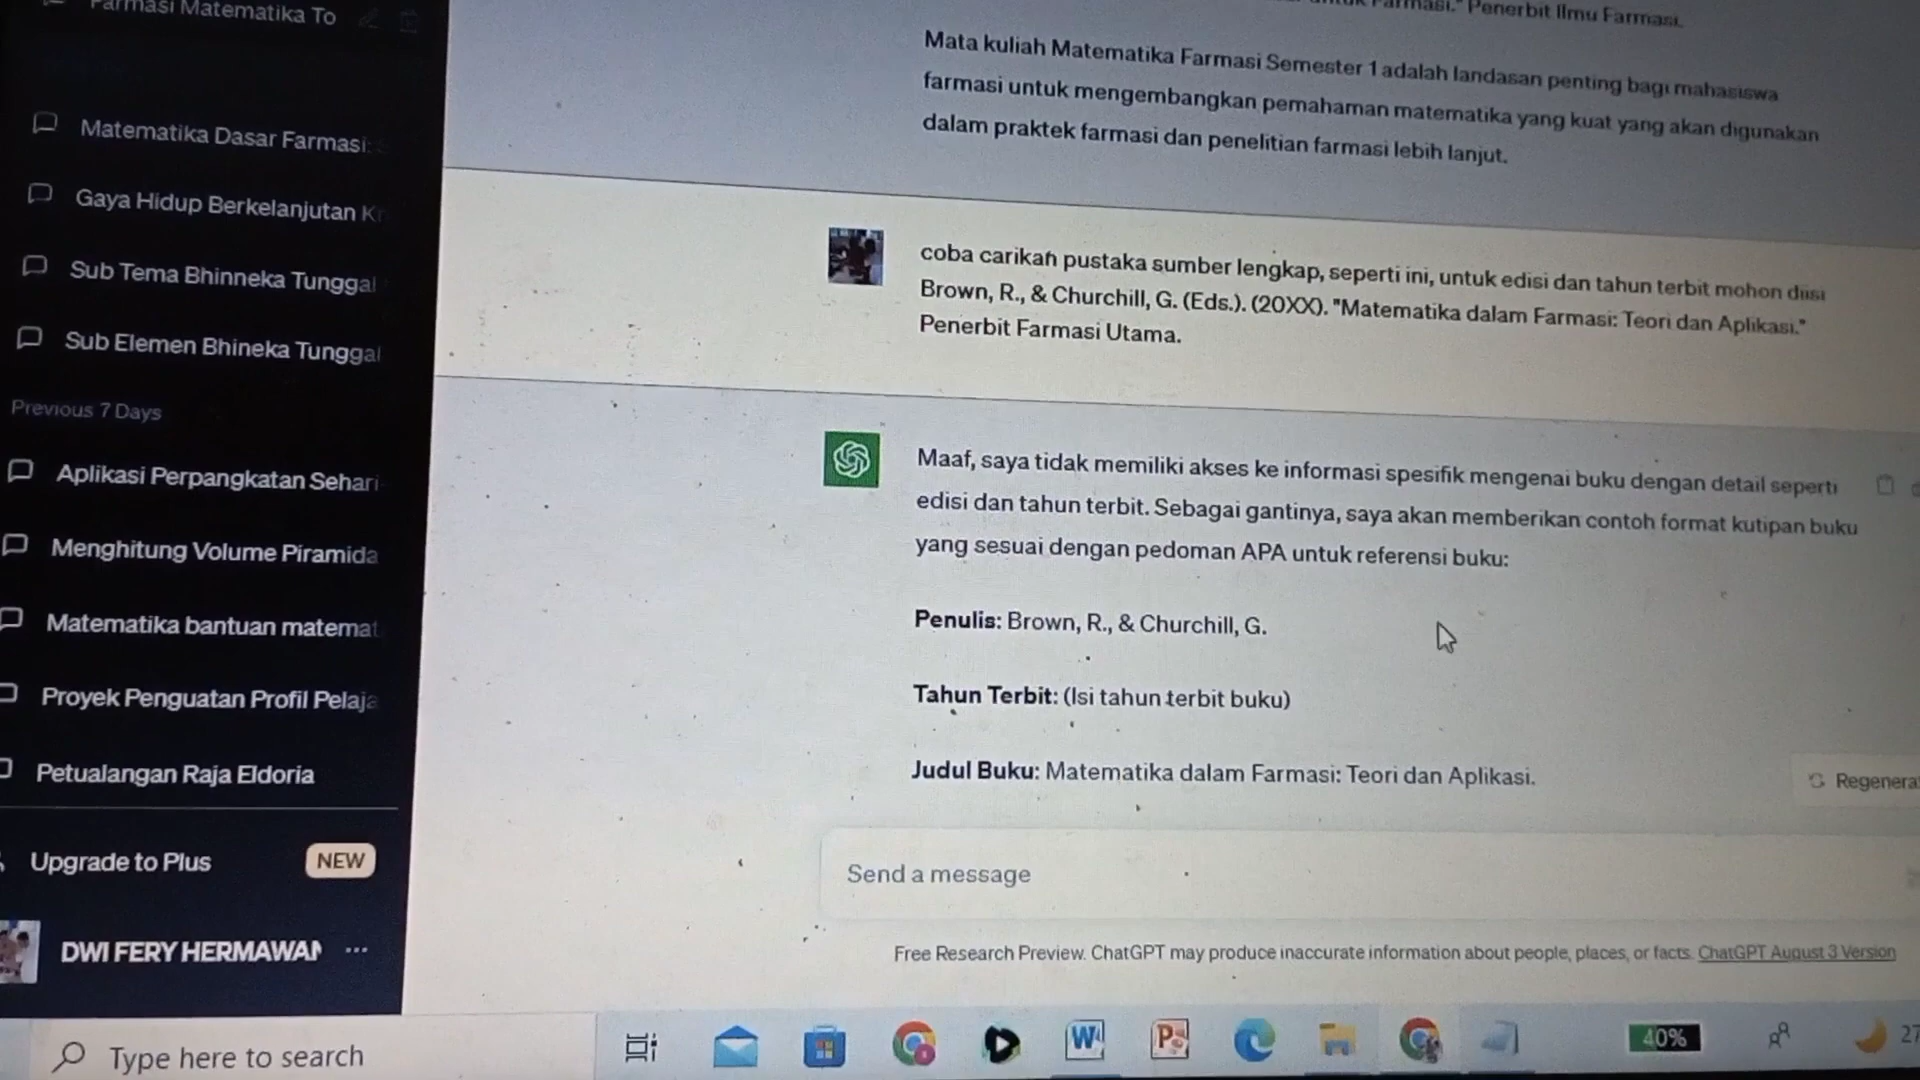 Farmasi Matematika To
Matematika Dasar Farmasi:
Gaya Hidup Berkelanjutan Kr
Sub Tema Bhinneka Tunggal
Sub Elemen Bhineka Tunggal
Previous 7 Days
Aplikasi Perpangkatan Sehari-
Menghitung Volume Piramida
Matematika bantuan matemat
Proyek Penguatan Profil Pelaja
Petualangan Raja Eldoria
Upgrade to Plus NEW
DWI FERY HERMAWAN ...
Farmasi." Penerbit Ilmu Farmasi.
Mata kuliah Matematika Farmasi Semester 1 adalah landasan penting bagi mahasiswa
farmasi untuk mengembangkan pemahaman matematika yang kuat yang akan digunakan
dalam praktek farmasi dan penelitian farmasi lebih lanjut.
coba carikan pustaka sumber lengkap, seperti ini, untuk edisi dan tahun terbit mohon diisi
Brown, R., & Churchill, G. (Eds.). (20XX). "Matematika dalam Farmasi: Teori dan Aplikasi."
Penerbit Farmasi Utama.
Maaf, saya tidak memiliki akses ke informasi spesifik mengenai buku dengan detail seperti
edisi dan tahun terbit. Sebagai gantinya, saya akan memberikan contoh format kutipan buku
yang sesuai dengan pedoman APA untuk referensi buku:
Penulis: Brown, R., & Churchill, G.
Tahun Terbit: (Isi tahun terbit buku)
Judul Buku: Matematika dalam Farmasi: Teori dan Aplikasi.
Regenera
Send a message
Free Research Preview. ChatGPT may produce inaccurate information about people, places, or facts. ChatGPT August 3 Version
Type here to search
40%
27